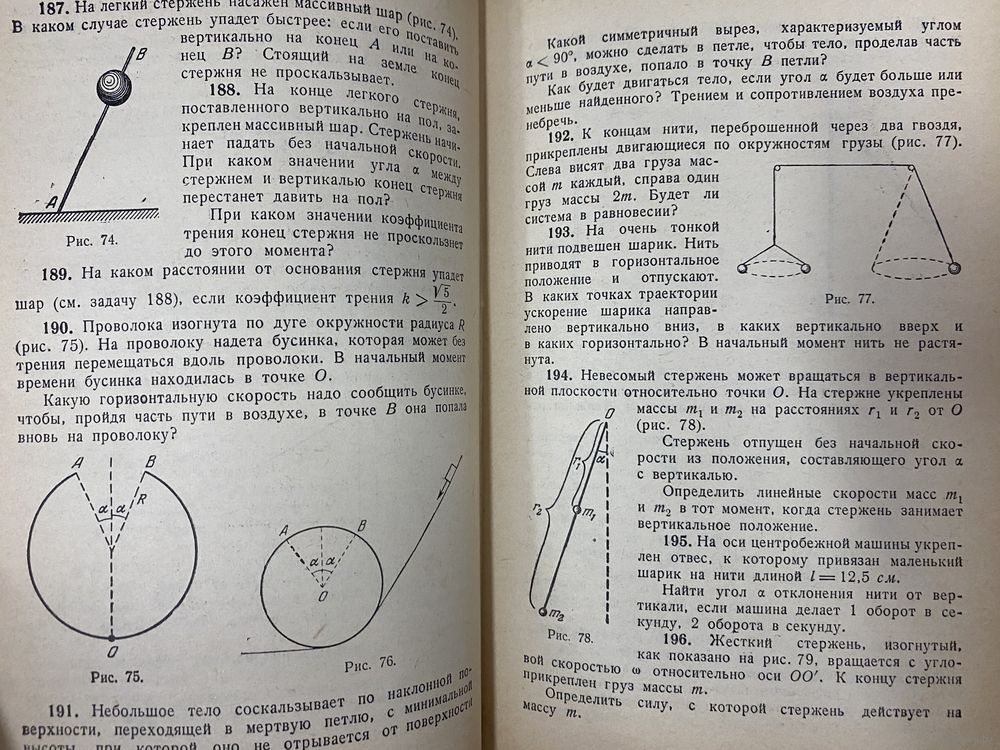 187. На легкий стержень насажен массивный шар (рис. 74).
В каком случае стержень упадет быстрее: если его поставить
вертикально на конец A или на ко-
нец B? Стоящий на земле конец
стержня не проскальзывает.
188. На конце легкого стержня,
поставленного вертикально на пол, за-
креплен массивный шар. Стержень начи-
нает падать без начальной скорости.
При каком значении угла α между
стержнем и вертикалью конец стержня
перестанет давить на пол?
При каком значении коэффициента
трения конец стержня не проскользнет
до этого момента?
B
A
Рис. 74.
189. На каком расстоянии от основания стержня упадет
шар (см. задачу 188), если коэффициент трения k > √5/2.
190. Проволока изогнута по дуге окружности радиуса R
(рис. 75). На проволоку надета бусинка, которая может без
трения перемещаться вдоль проволоки. В начальный момент
времени бусинка находилась в точке O.
Какую горизонтальную скорость надо сообщить бусинке,
чтобы, пройдя часть пути в воздухе, в точке B она попала
вновь на проволоку?
A B
R
α α
O
Рис. 75.
A B
α α
O
Рис. 76.
191. Небольшое тело соскальзывает по наклонной по-
верхности, переходящей в мертвую петлю, с минимальной
высоты, при которой оно не отрывается от поверхности
Какой симметричный вырез, характеризуемый углом
α < 90°, можно сделать в петле, чтобы тело, проделав часть
пути в воздухе, попало в точку B петли?
Как будет двигаться тело, если угол α будет больше или
меньше найденного? Трением и сопротивлением воздуха пре-
небречь.
192. К концам нити, переброшенной через два гвоздя,
прикреплены двигающиеся по окружностям грузы (рис. 77).
Слева висят два груза мас-
сой m каждый, справа один
груз массы 2m. Будет ли
система в равновесии?
193. На очень тонкой
нити подвешен шарик. Нить
приводят в горизонтальное
положение и отпускают.
В каких точках траектории
ускорение шарика направ-
лено вертикально вниз, в каких вертикально вверх и
в каких горизонтально? В начальный момент нить не растя-
нута.
Рис. 77.
194. Невесомый стержень может вращаться в вертикаль-
ной плоскости относительно точки O. На стержне укреплены
массы m₁ и m₂ на расстояниях r₁ и r₂ от O
(рис. 78).
Стержень отпущен без начальной ско-
рости из положения, составляющего угол α
с вертикалью.
Определить линейные скорости масс m₁
и m₂ в тот момент, когда стержень занимает
вертикальное положение.
195. На оси центробежной машины укреп-
лен отвес, к которому привязан маленький
шарик на нити длиной l = 12,5 см.
Найти угол α отклонения нити от вер-
тикали, если машина делает 1 оборот в се-
кунду, 2 оборота в секунду.
O
α
r₁
r₂
m₁
m₂
Рис. 78.
196. Жесткий стержень, изогнутый,
как показано на рис. 79, вращается с угло-
вой скоростью ω относительно оси OO′. К концу стержня
прикреплен груз массы m.
Определить силу, с которой стержень действует на
массу m.